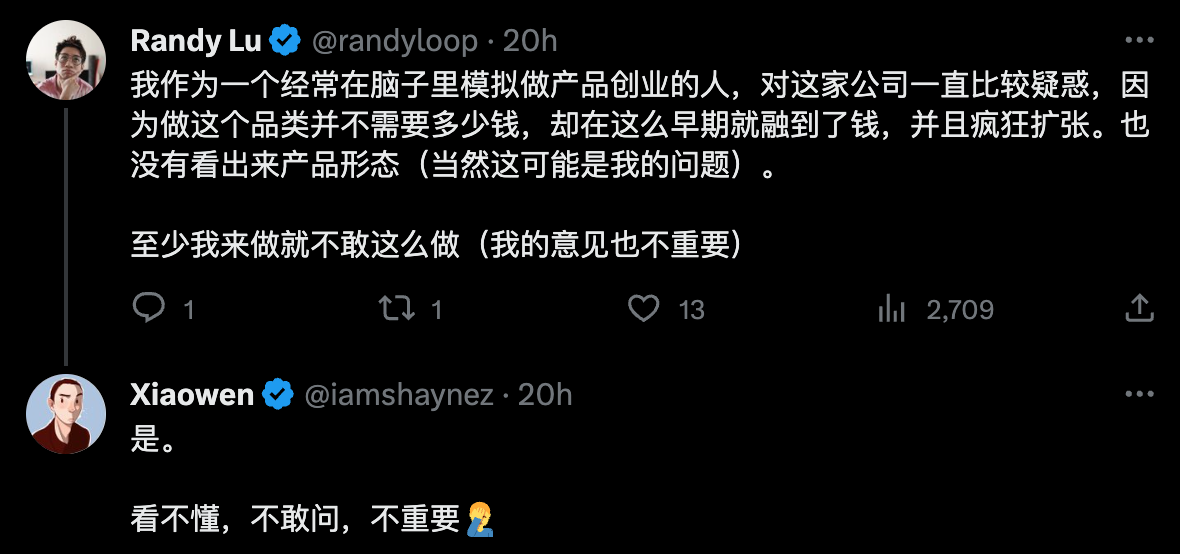 Randy Lu @randyloop · 20h
我作为一个经常在脑子里模拟做产品创业的人，对这家公司一直比较疑惑，因
为做这个品类并不需要多少钱，却在这么早期就融到了钱，并且疯狂扩张。也
没有看出来产品形态（当然这可能是我的问题）。
至少我来做就不敢这么做（我的意见也不重要）
1 1 13 2,709
Xiaowen @iamshaynez · 20h
是。
看不懂，不敢问，不重要🤦‍♂️